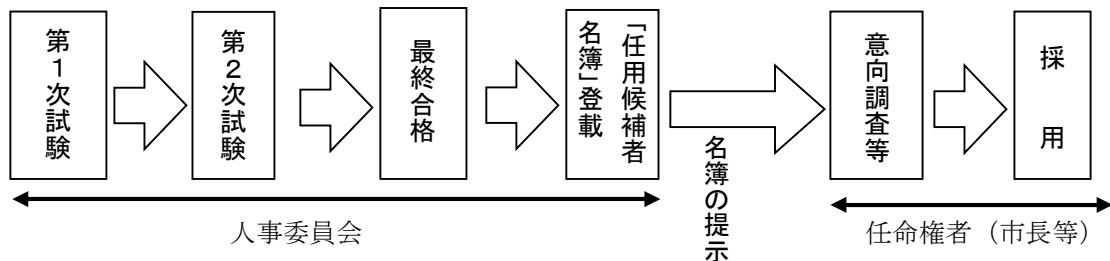 第１次試験
第２次試験
最終合格
「任用候補者
名簿」登載
名簿の提示
意向調査等
採用
人事委員会
任命権者（市長等）